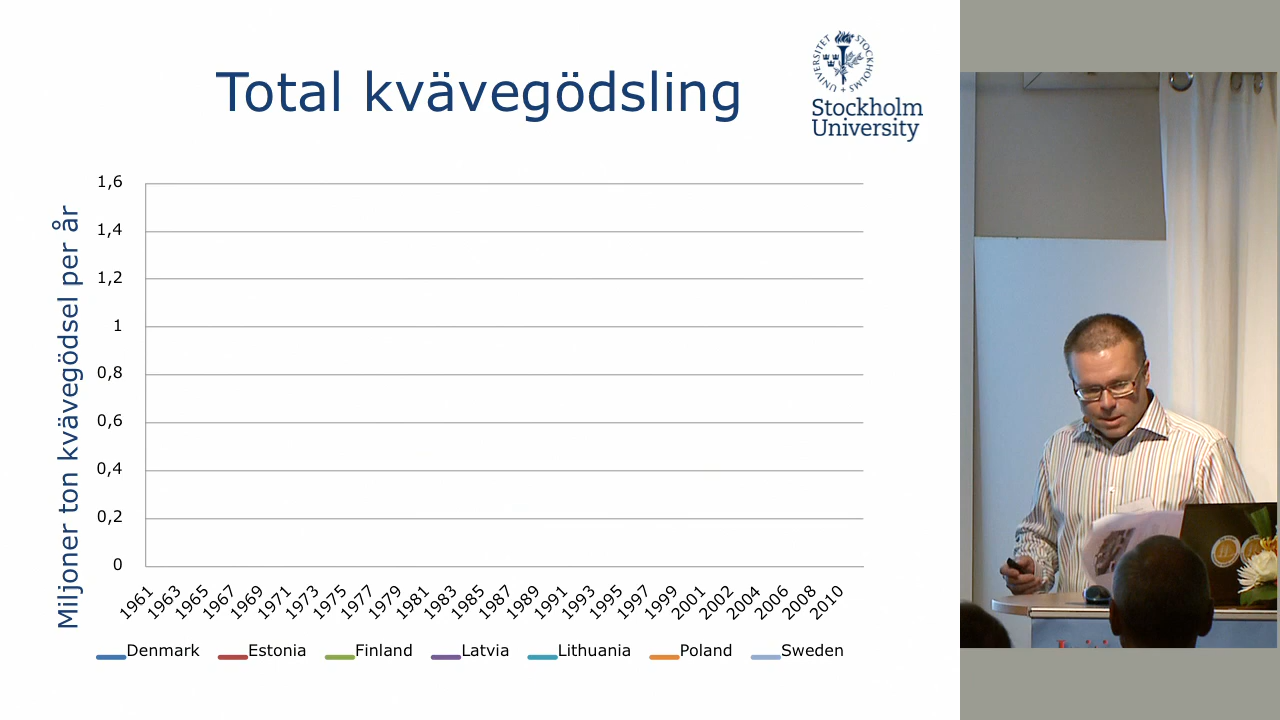 Total kvävegödsling
STOCKHOLMS UNIVERSITET
Stockholm
University
Miljoner ton kvävegödsel per år
1,6
1,4
1,2
1
0,8
0,6
0,4
0,2
0
1961 1963 1965 1967 1969 1971 1973 1975 1977 1979 1981 1983 1985 1987 1989 1991 1993 1995 1997 1999 2001 2002 2004 2006 2008 2010
Denmark Estonia Finland Latvia Lithuania Poland Sweden